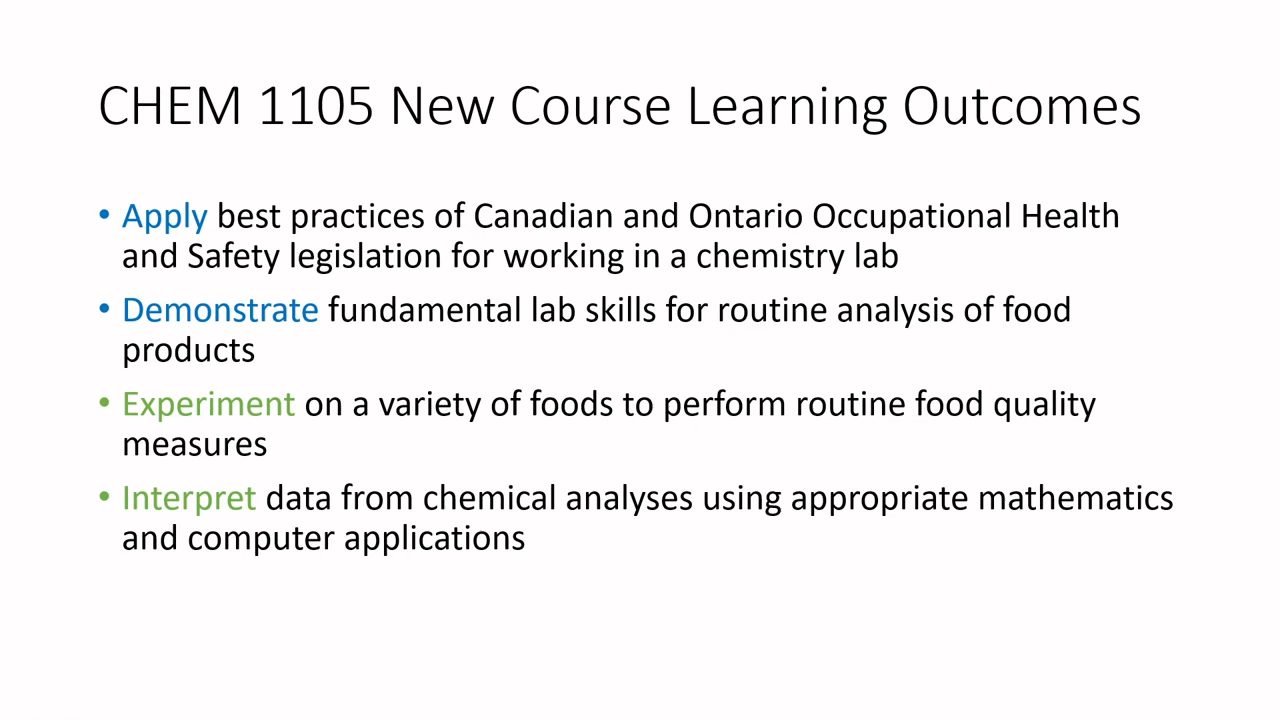 CHEM 1105 New Course Learning Outcomes
• Apply best practices of Canadian and Ontario Occupational Health
and Safety legislation for working in a chemistry lab
• Demonstrate fundamental lab skills for routine analysis of food
products
• Experiment on a variety of foods to perform routine food quality
measures
• Interpret data from chemical analyses using appropriate mathematics
and computer applications